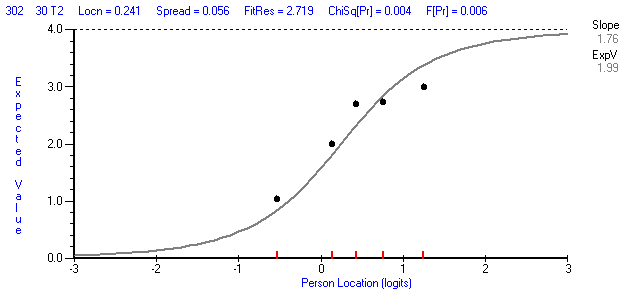 302 30 T2 Locn = 0.241 Spread = 0.056 FitRes = 2.719 ChiSq[Pr] = 0.004 F[Pr] = 0.006
Slope
1.76
ExpV
1.99
Expected Value
4.0
3.0
2.0
1.0
0.0
-3 -2 -1 0 1 2 3
Person Location (logits)